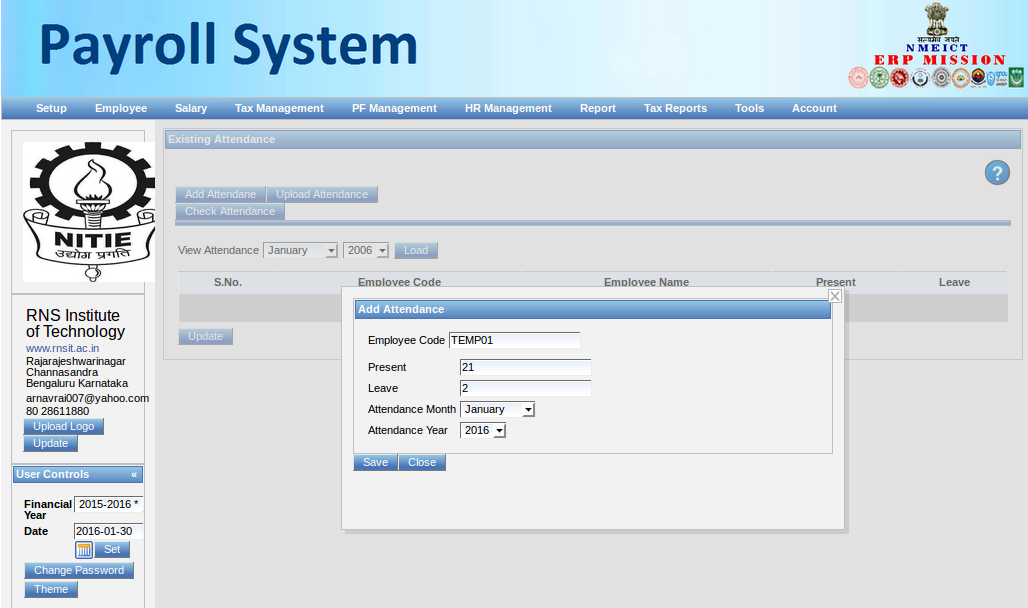 Payroll System
सत्यमेव जयते
NMEICT
ERP MISSION
Setup Employee Salary Tax Management PF Management HR Management Report Tax Reports Tools Account
NITIE
उद्योग प्रगति
RNS Institute
of Technology
www.rnsit.ac.in
Rajarajeshwarinagar
Channasandra
Bengaluru Karnataka
arnavrai007@yahoo.com
80 28611880
Upload Logo
Update
User Controls «
Financial Year 2015-2016 *
Date 2016-01-30
Set
Change Password
Theme
Existing Attendance
?
Add Attendane Upload Attendance
Check Attendance
View Attendance January 2006 Load
S.No. Employee Code Employee Name Present Leave
Update
Add Attendance
Employee Code TEMP01
Present 21
Leave 2
Attendance Month January
Attendance Year 2016
Save Close